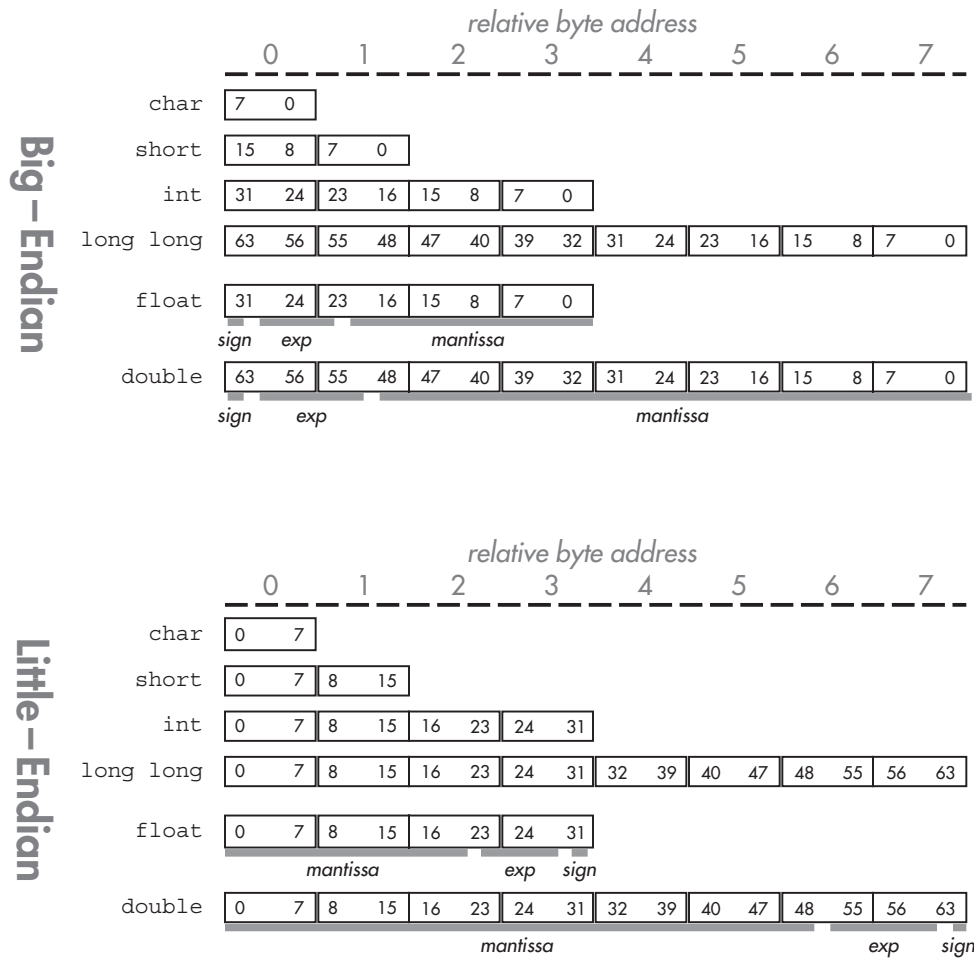 relative byte address
0 1 2 3 4 5 6 7
Big – Endian
char 7 0
short 15 8 7 0
int 31 24 23 16 15 8 7 0
long long 63 56 55 48 47 40 39 32 31 24 23 16 15 8 7 0
float 31 24 23 16 15 8 7 0
sign exp mantissa
double 63 56 55 48 47 40 39 32 31 24 23 16 15 8 7 0
sign exp mantissa
relative byte address
0 1 2 3 4 5 6 7
Little – Endian
char 0 7
short 0 7 8 15
int 0 7 8 15 16 23 24 31
long long 0 7 8 15 16 23 24 31 32 39 40 47 48 55 56 63
float 0 7 8 15 16 23 24 31
mantissa exp sign
double 0 7 8 15 16 23 24 31 32 39 40 47 48 55 56 63
mantissa exp sign